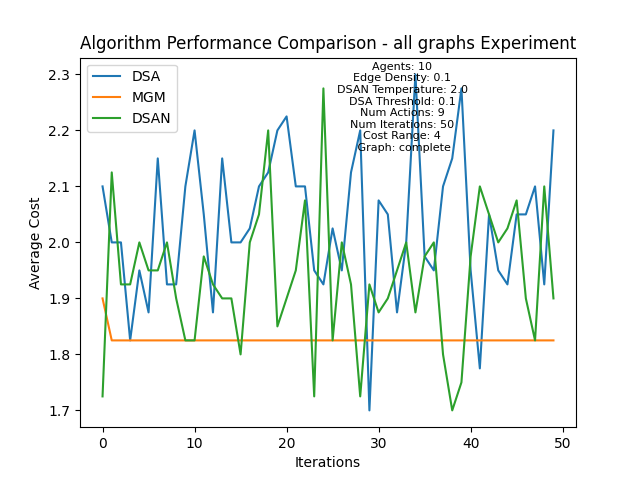 Algorithm Performance Comparison - all graphs Experiment
DSA
MGM
DSAN
Agents: 10
Edge Density: 0.1
DSAN Temperature: 2.0
DSA Threshold: 0.1
Num Actions: 9
Num Iterations: 50
Cost Range: 4
Graph: complete
Average Cost
2.3
2.2
2.1
2.0
1.9
1.8
1.7
0
10
20
30
40
50
Iterations